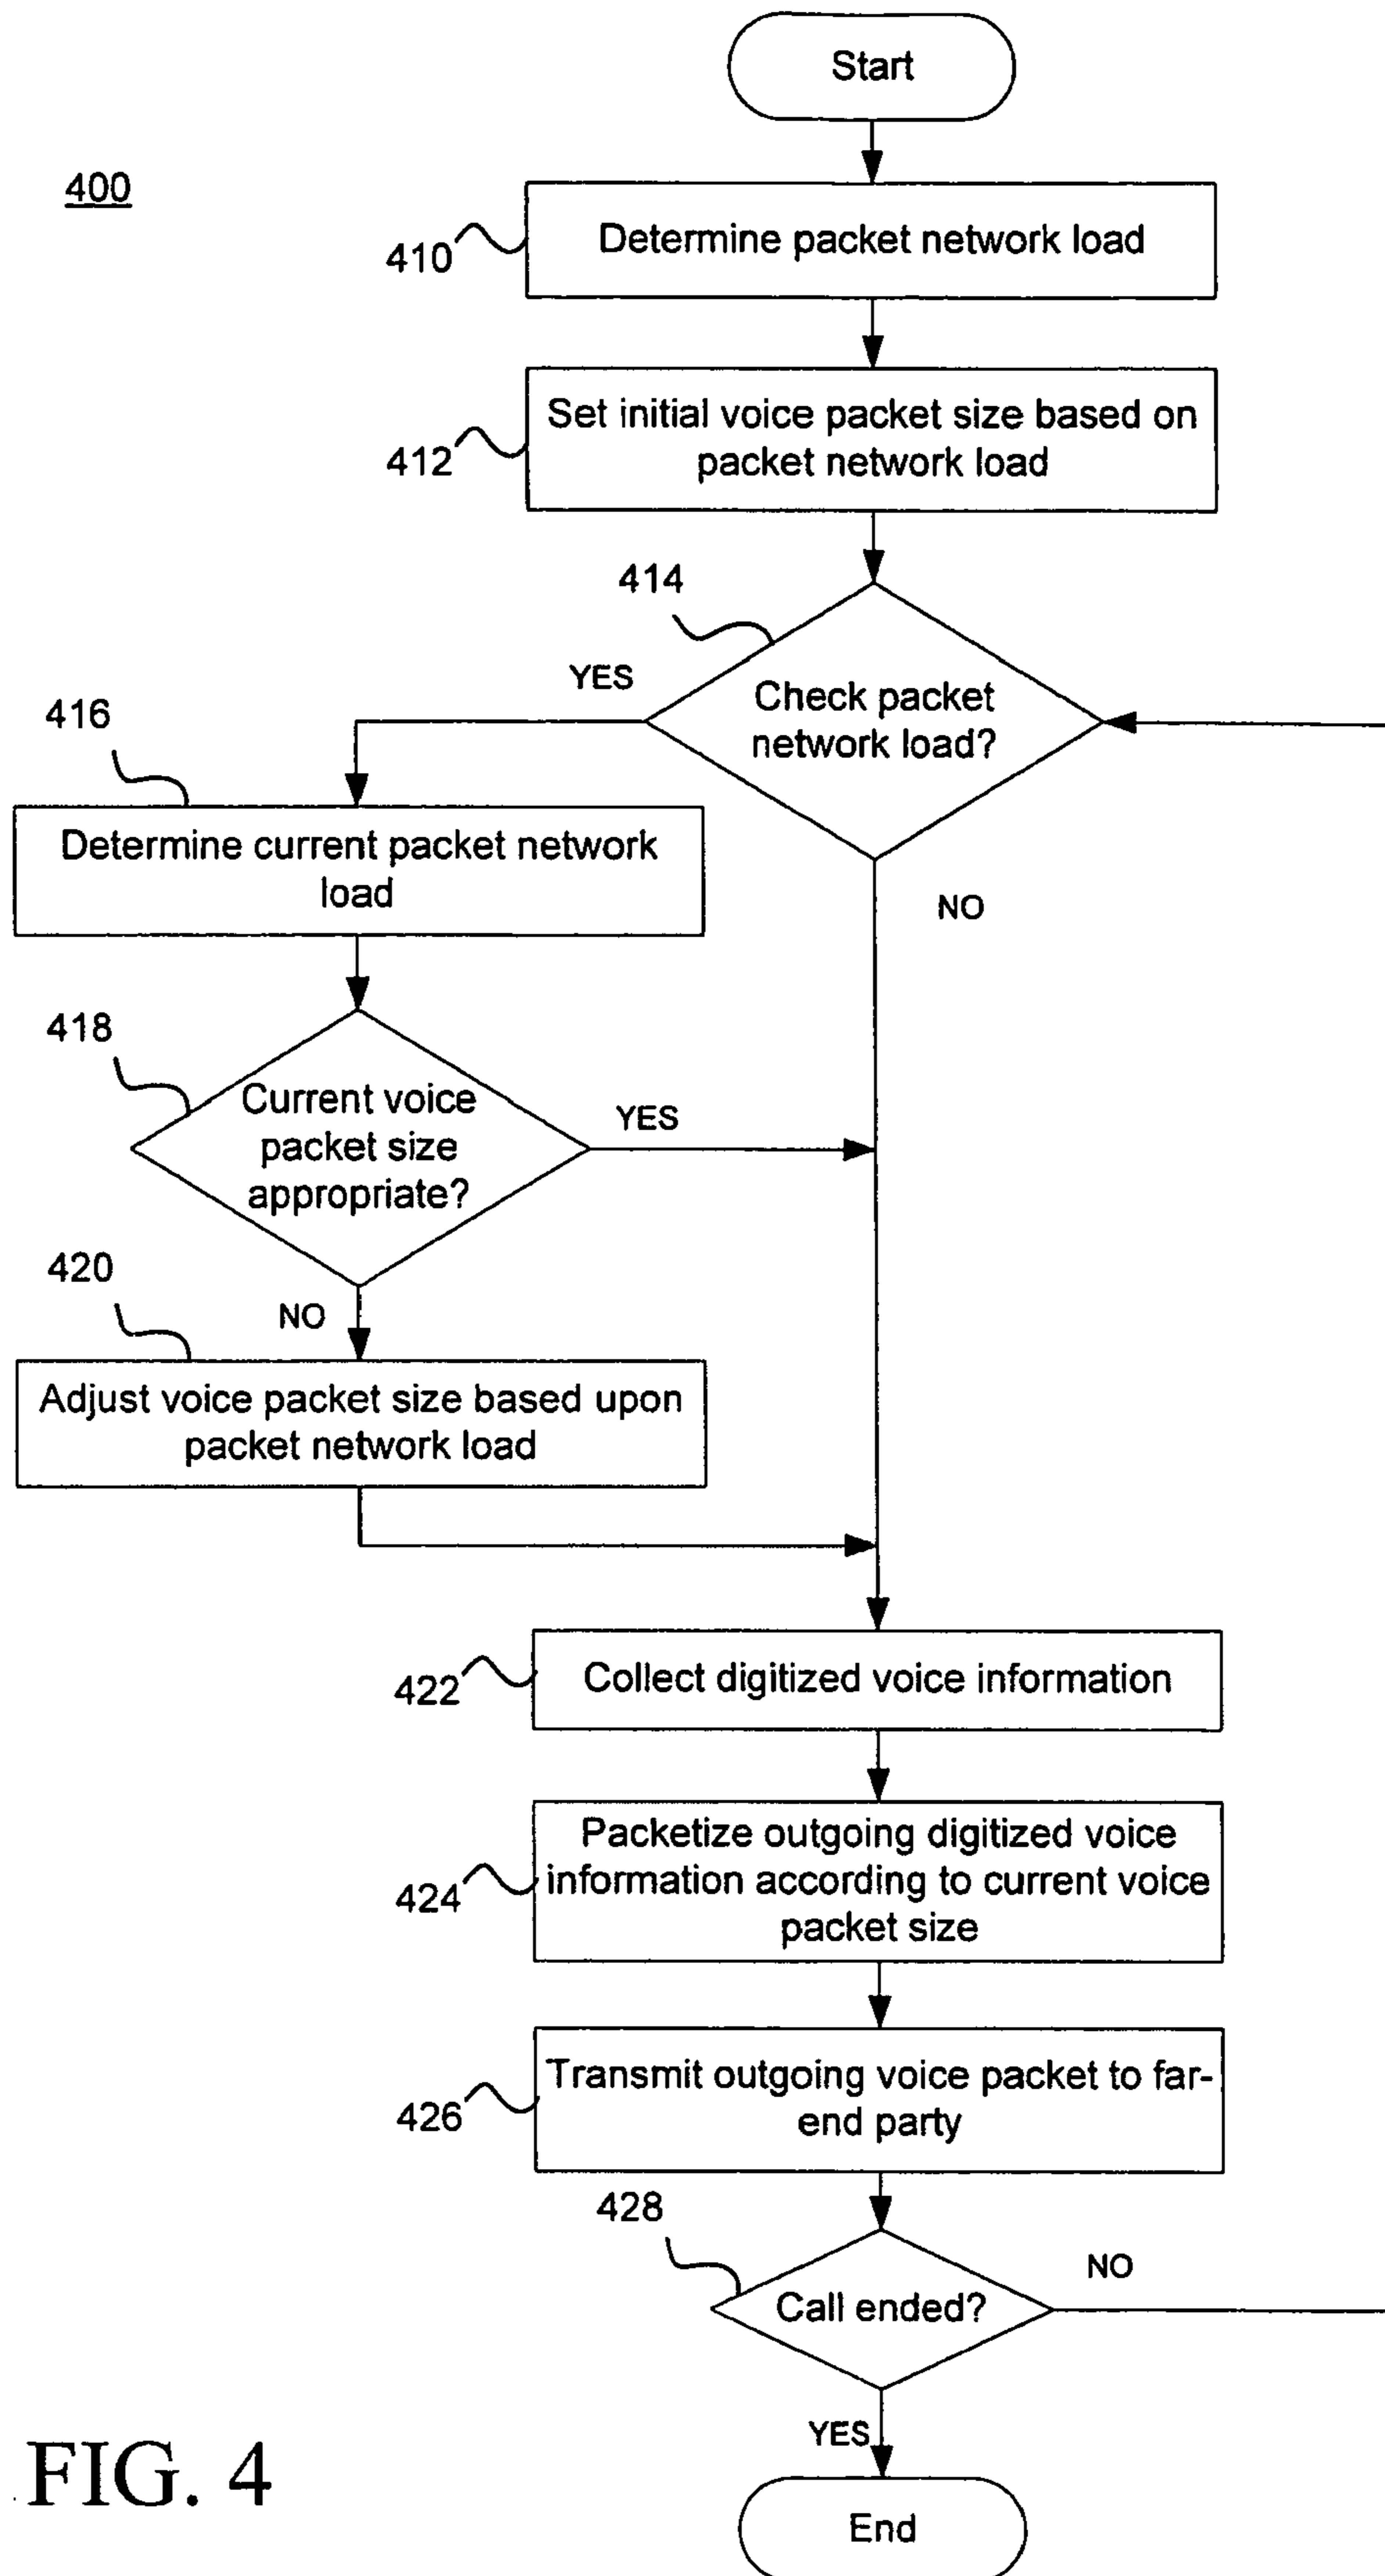 Start
400
410
Determine packet network load
412
Set initial voice packet size based on
packet network load
414
YES
Check packet
network load?
416
NO
Determine current packet network
load
418
Current voice
packet size
appropriate?
YES
420
NO
Adjust voice packet size based upon
packet network load
422
Collect digitized voice information
424
Packetize outgoing digitized voice
information according to current voice
packet size
426
Transmit outgoing voice packet to far-
end party
428
NO
Call ended?
YES
FIG. 4
End